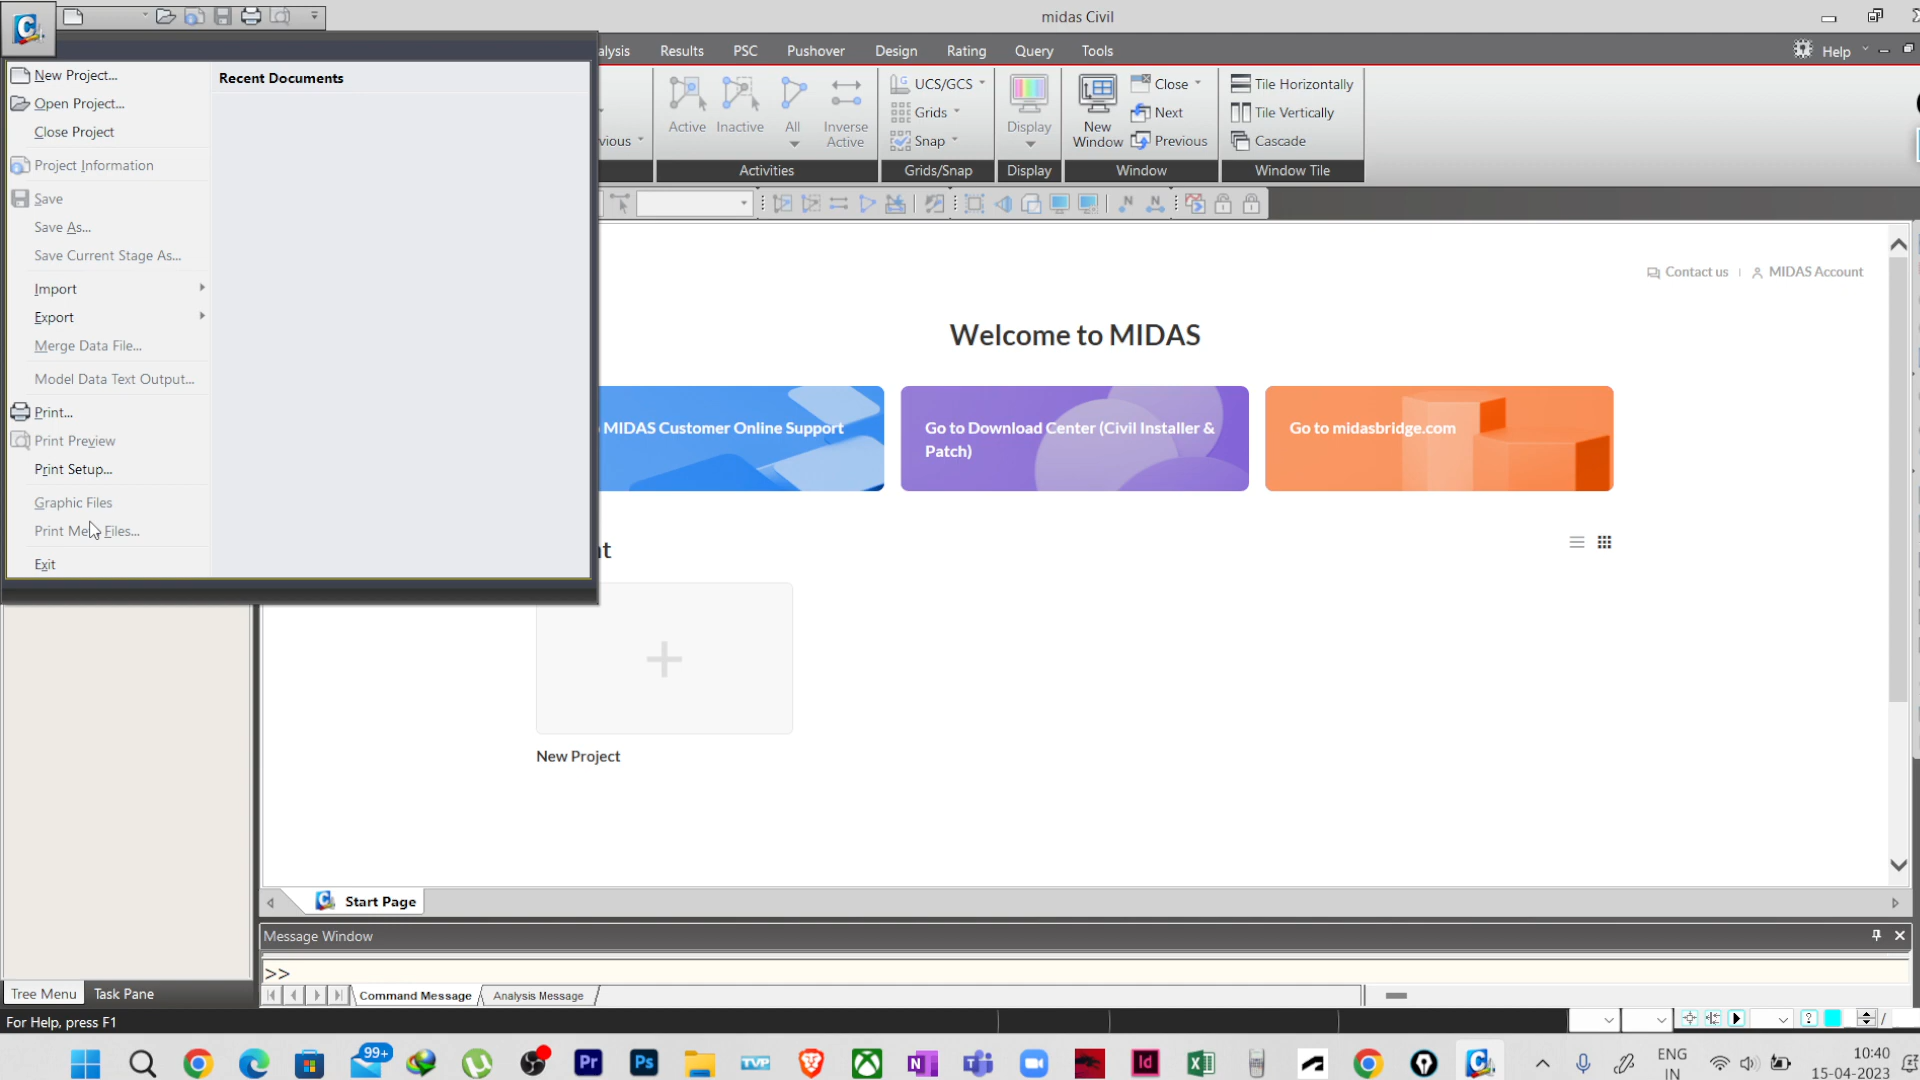 midas Civil
alysis Results PSC Pushover Design Rating Query Tools Help
New Project...
Open Project...
Close Project
Project Information
Save
Save As...
Save Current Stage As...
Import
Export
Merge Data File...
Model Data Text Output...
Print...
Print Preview
Print Setup...
Graphic Files
Print Me Files...
Exit
Recent Documents
vious
Active Inactive All Inverse Active
Activities
UCS/GCS
Grids
Snap
Grids/Snap
Display
Display
New Window
Close
Next
Previous
Window
Tile Horizontally
Tile Vertically
Cascade
Window Tile
Contact us | MIDAS Account
Welcome to MIDAS
MIDAS Customer Online Support
Go to Download Center (Civil Installer &
Patch)
Go to midasbridge.com
nt
New Project
Start Page
Message Window
>>
Command Message Analysis Message
Tree Menu Task Pane
For Help, press F1
99+
Pr Ps TVP N Id
ENG
IN
10:40
15-04-2023